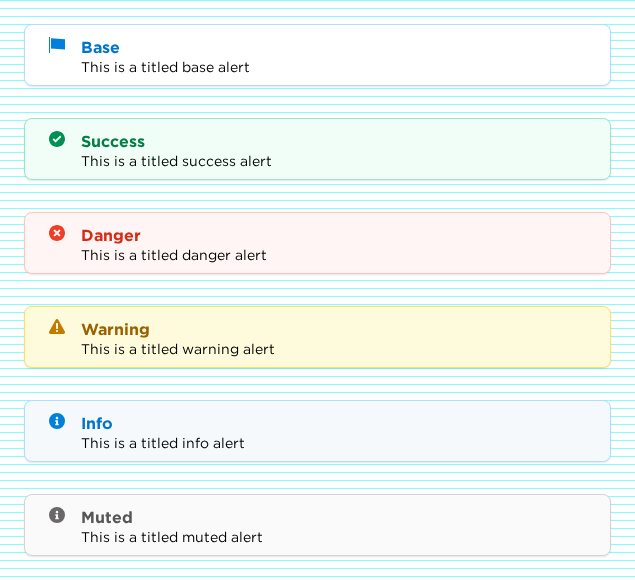 Base
This is a titled base alert
Success
This is a titled success alert
Danger
This is a titled danger alert
Warning
This is a titled warning alert
Info
This is a titled info alert
Muted
This is a titled muted alert